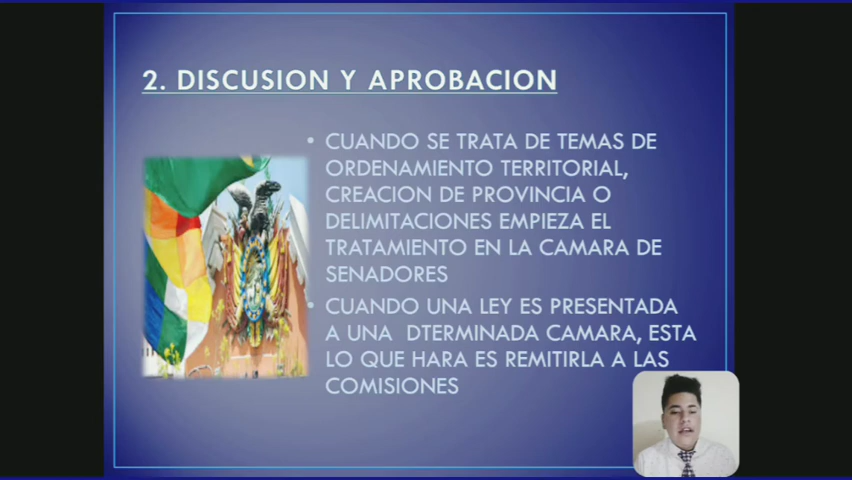 2. DISCUSION Y APROBACION
• CUANDO SE TRATA DE TEMAS DE
ORDENAMIENTO TERRITORIAL,
CREACION DE PROVINCIA O
DELIMITACIONES EMPIEZA EL
TRATAMIENTO EN LA CAMARA DE
SENADORES
• CUANDO UNA LEY ES PRESENTADA
A UNA DTERMINADA CAMARA, ESTA
LO QUE HARA ES REMITIRLA A LAS
COMISIONES